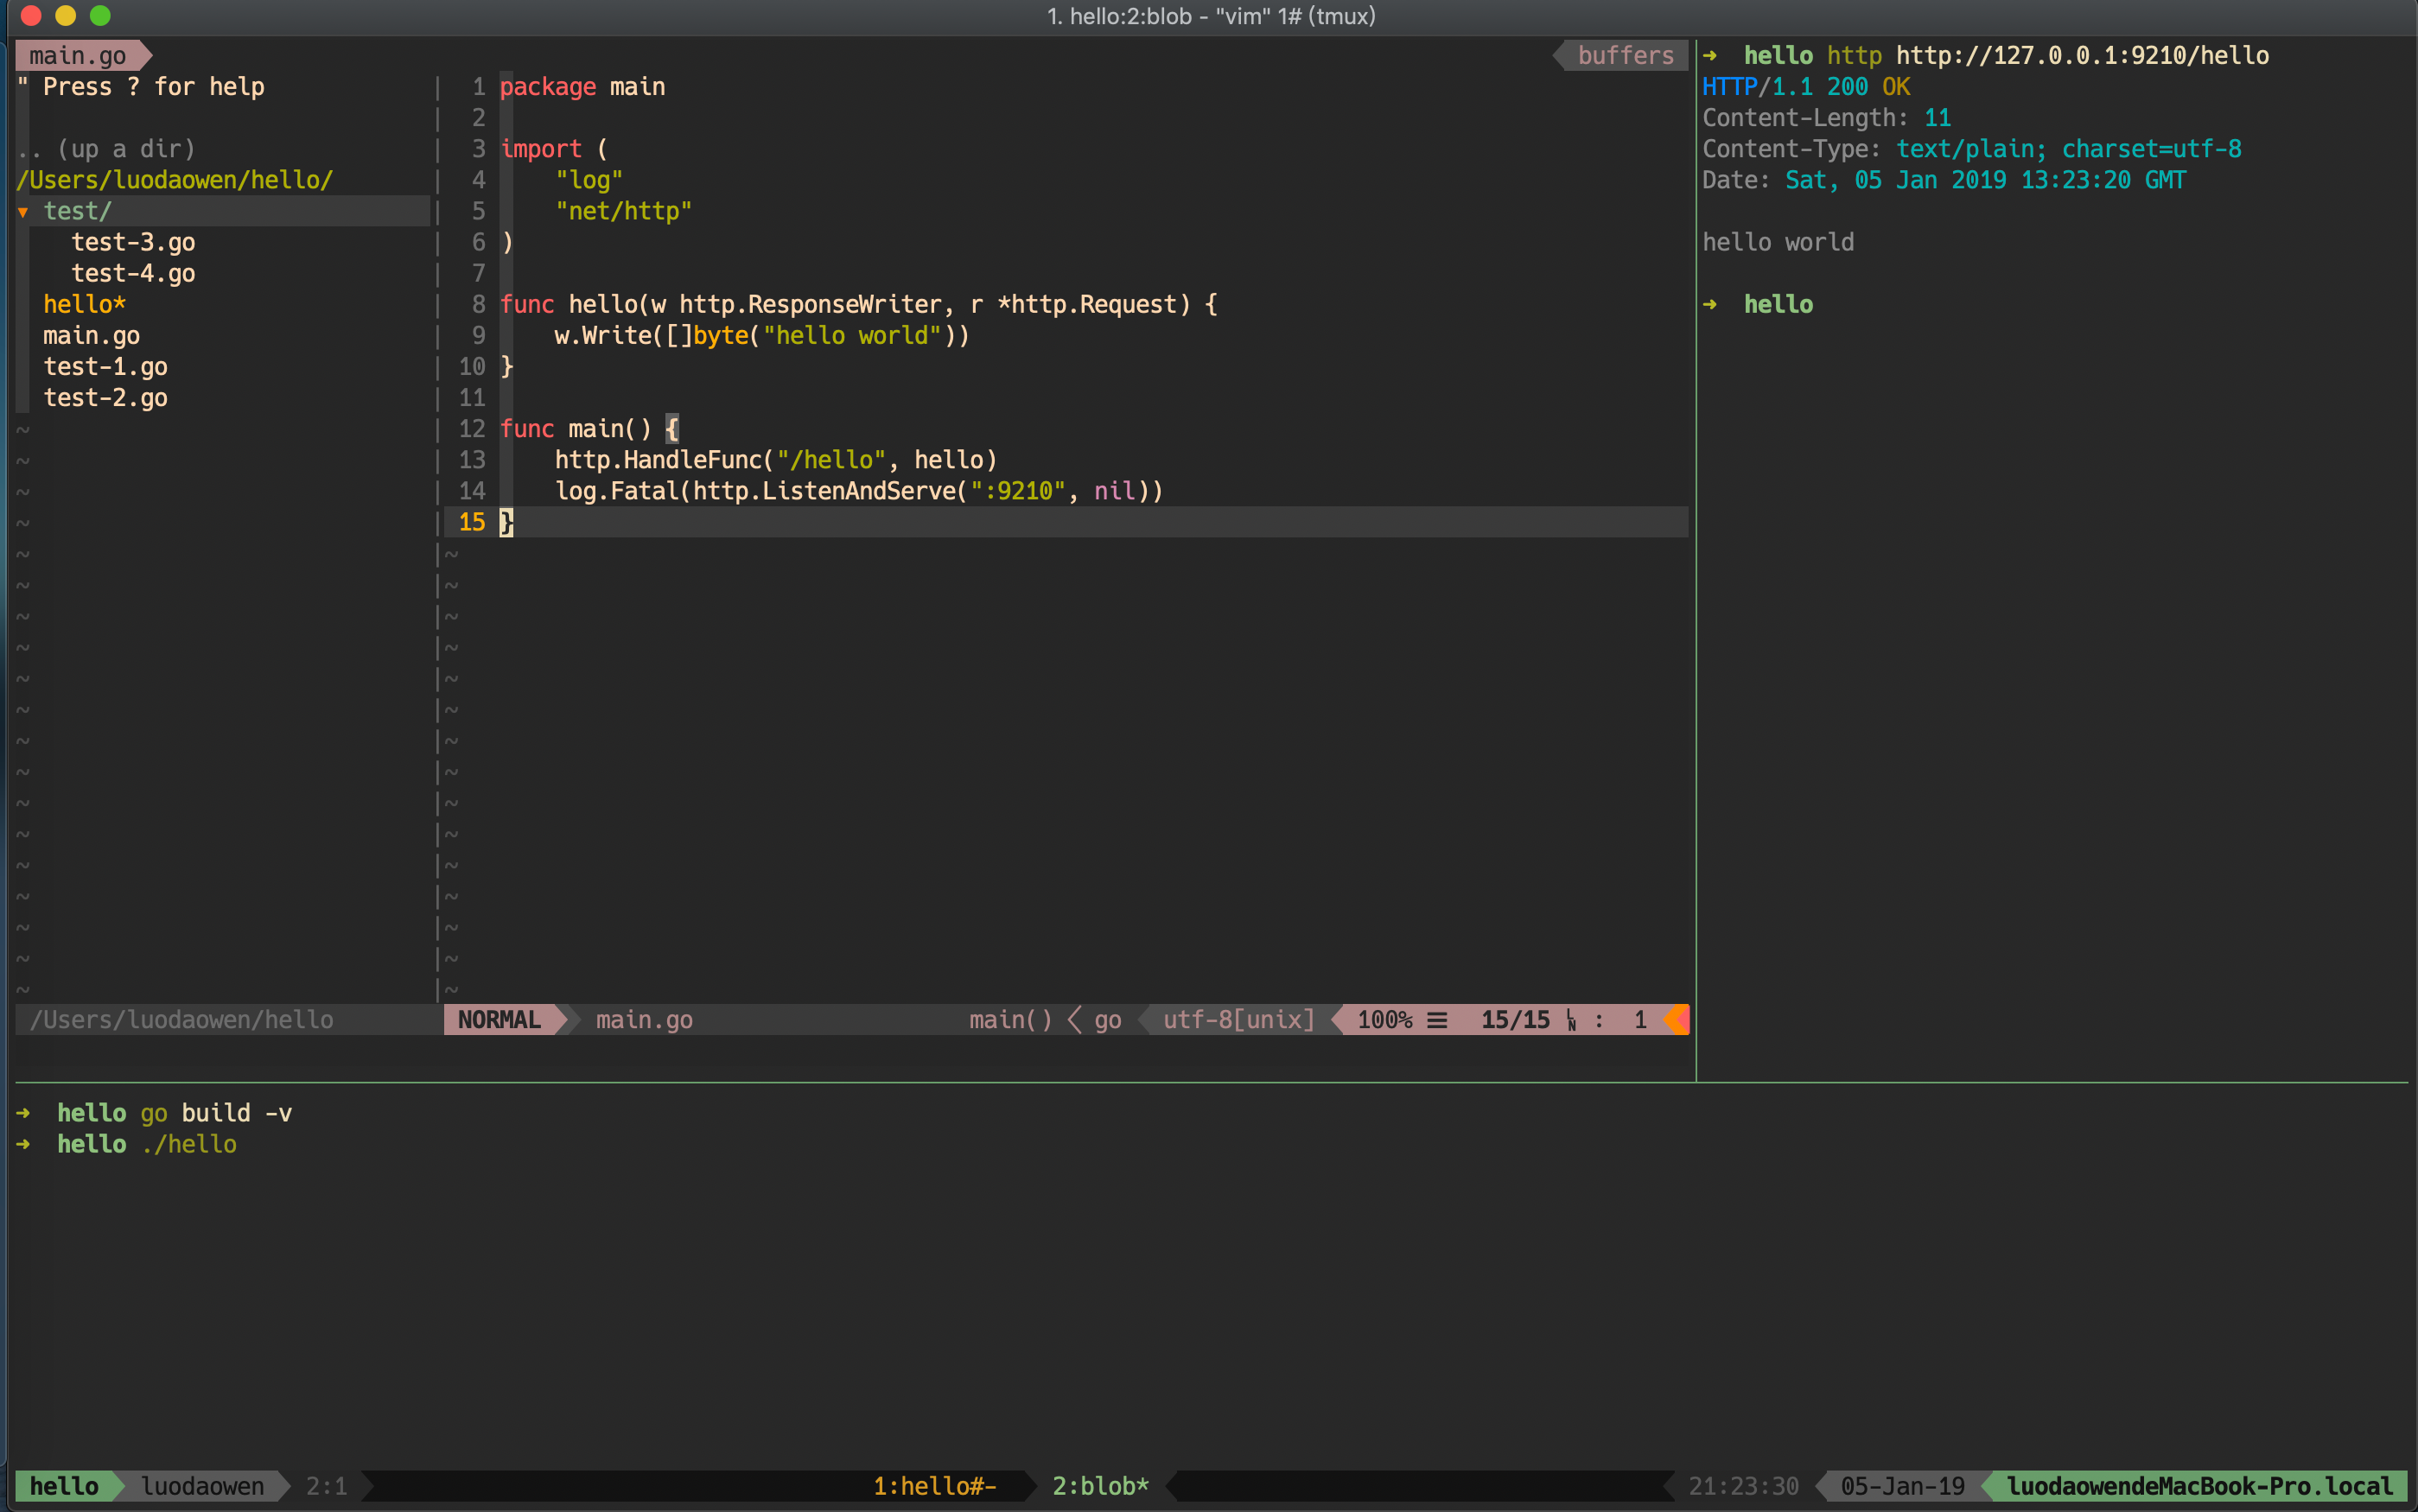 1. hello:2:blob - "vim" 1# (tmux)
main.go
" Press ? for help
.. (up a dir)
/Users/luodaowen/hello/
▾ test/
test-3.go
test-4.go
hello*
main.go
test-1.go
test-2.go
/Users/luodaowen/hello
buffers
1 package main
2
3 import (
4     "log"
5     "net/http"
6 )
7
8 func hello(w http.ResponseWriter, r *http.Request) {
9     w.Write([]byte("hello world"))
10 }
11
12 func main() {
13     http.HandleFunc("/hello", hello)
14     log.Fatal(http.ListenAndServe(":9210", nil))
15 }
NORMAL main.go main() < go utf-8[unix] 100% ☰ 15/15 ␤ : 1
➜ hello http http://127.0.0.1:9210/hello
HTTP/1.1 200 OK
Content-Length: 11
Content-Type: text/plain; charset=utf-8
Date: Sat, 05 Jan 2019 13:23:20 GMT
hello world
➜ hello
➜ hello go build -v
➜ hello ./hello
hello luodaowen 2:1 1:hello#- 2:blob* 21:23:30 05-Jan-19 luodaowendeMacBook-Pro.local